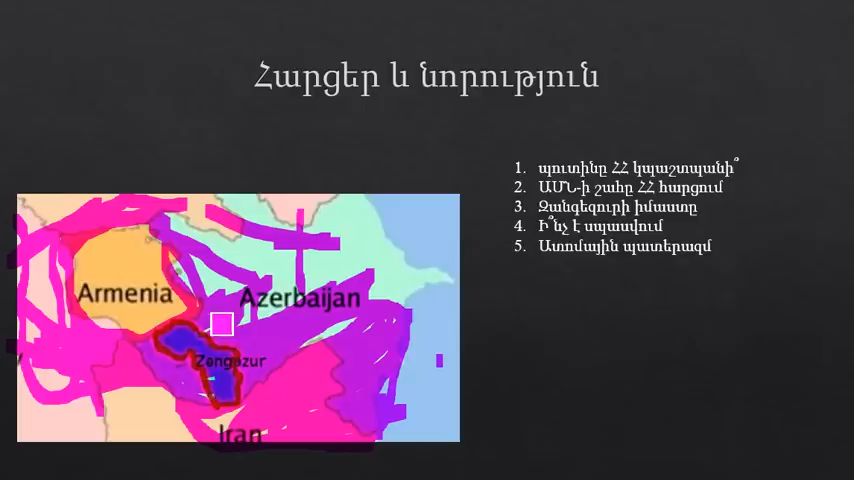 Հարցեր և նորություն
1. պուտինը ՀՀ կպաշտպանի՞
2. ԱՄՆ-ի շահը ՀՀ հարցում
3. Զանգեզուրի իմաստը
4. Ի՞նչ է սպասվում
5. Ատոմային պատերազմ
Armenia
Azerbaijan
Zangezur
Iran